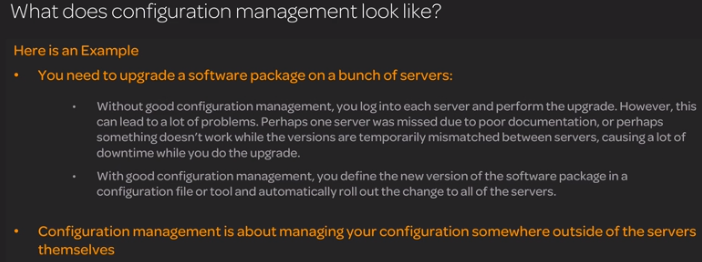 What does configuration management look like?
Here is an Example
• You need to upgrade a software package on a bunch of servers:
• Without good configuration management, you log into each server and perform the upgrade. However, this
can lead to a lot of problems. Perhaps one server was missed due to poor documentation, or perhaps
something doesn't work while the versions are temporarily mismatched between servers, causing a lot of
downtime while you do the upgrade.
• With good configuration management, you define the new version of the software package in a
configuration file or tool and automatically roll out the change to all of the servers.
• Configuration management is about managing your configuration somewhere outside of the servers
themselves